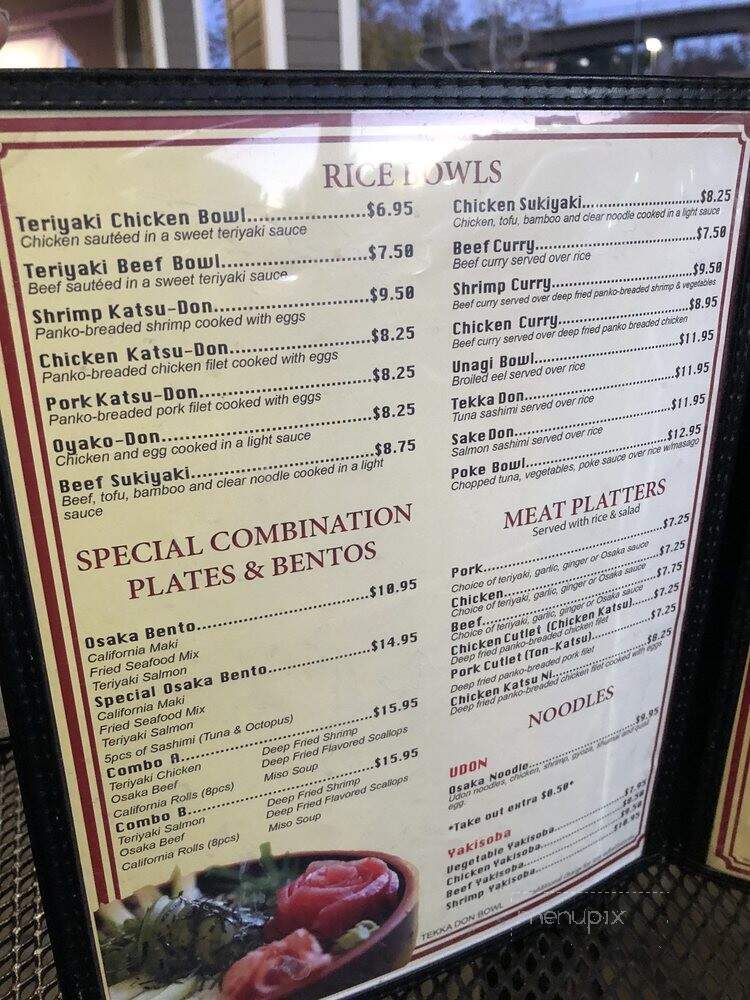 RICE BOWLS
Teriyaki Chicken Bowl..................$6.95
Chicken sautéed in a sweet teriyaki sauce
Teriyaki Beef Bowl......................$7.50
Beef sautéed in a sweet teriyaki sauce
Shrimp Katsu-Don.......................$9.50
Panko-breaded shrimp cooked with eggs
Chicken Katsu-Don.....................$8.25
Panko-breaded chicken filet cooked with eggs
Pork Katsu-Don..........................$8.25
Panko-breaded pork filet cooked with eggs
Oyako-Don................................$8.25
Chicken and egg cooked in a light sauce
Beef Sukiyaki............................$8.75
Beef, tofu, bamboo and clear noodle cooked in a light
sauce
SPECIAL COMBINATION
PLATES & BENTOS
Osaka Bento............................$10.95
California Maki
Fried Seafood Mix
Teriyaki Salmon
Special Osaka Bento................$14.95
California Maki
Fried Seafood Mix
Teriyaki Salmon
5pcs of Sashimi (Tuna & Octopus)
Combo A..............................$15.95
Teriyaki Chicken Deep Fried Shrimp
Osaka Beef Deep Fried Flavored Scallops
California Rolls (8pcs) Miso Soup
Combo B..............................$15.95
Teriyaki Salmon Deep Fried Shrimp
Osaka Beef Deep Fried Flavored Scallops
California Rolls (8pcs) Miso Soup
Chicken Sukiyaki........................$8.25
Chicken, tofu, bamboo and clear noodle cooked in a light sauce
Beef Curry...............................$7.50
Beef curry served over rice
Shrimp Curry............................$9.50
Beef curry served over deep fried panko-breaded shrimp & vegetables
Chicken Curry...........................$8.95
Beef curry served over deep fried panko breaded chicken
Unagi Bowl..............................$11.95
Broiled eel served over rice
Tekka Don...............................$11.95
Tuna sashimi served over rice
Sake Don................................$11.95
Salmon sashimi served over rice
Poke Bowl...............................$12.95
Chopped tuna, vegetables, poke sauce over rice w/masago
MEAT PLATTERS
Served with rice & salad
Pork......................................$7.25
Choice of teriyaki, garlic, ginger or Osaka sauce
Chicken..................................$7.25
Choice of teriyaki, garlic, ginger or Osaka sauce
Beef......................................$7.75
Choice of teriyaki, garlic, ginger or Osaka sauce
Chicken Cutlet (Chicken Katsu)......$7.25
Deep fried panko-breaded chicken filet
Pork Cutlet (Ton-Katsu)..............$7.25
Deep fried panko-breaded pork filet
Chicken Katsu Ni.......................$8.25
Deep fried panko-breaded chicken filet cooked with eggs
NOODLES
UDON
Osaka Noodle...........................$9.95
Udon noodles, chicken, shrimp, gyoza, and
egg.
*Take out extra $0.50*
Yakisoba
Vegetable Yakisoba....................$7.95
Chicken Yakisoba.......................$8.50
Beef Yakisoba...........................$9.50
Shrimp Yakisoba........................$10.95
TEKKA DON BOWL
menupix